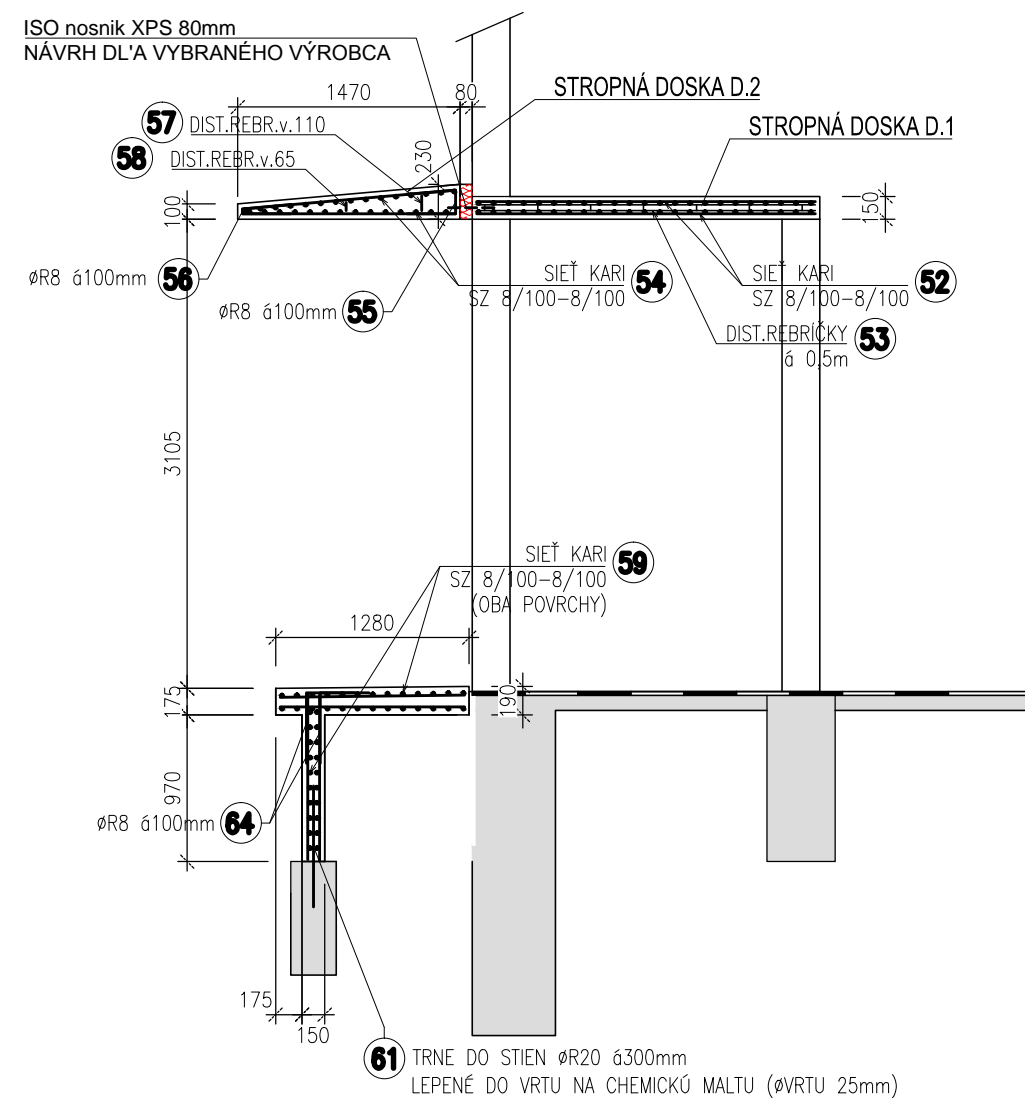 ISO nosnik XPS 80mm
NÁVRH DL'A VYBRANÉHO VÝROBCA
1470
80
STROPNÁ DOSKA D.2
57 DIST.REBR.v.110
STROPNÁ DOSKA D.1
58 DIST.REBR.v.65
230
100
150
øR8 á100mm 56
SIEŤ KARI
SZ 8/100-8/100 54
SIEŤ KARI
SZ 8/100-8/100 52
øR8 á100mm 55
DIST.REBRÍČKY
á 0,5m 53
3105
SIEŤ KARI
SZ 8/100-8/100
(OBA POVRCHY) 59
1280
175
190
970
øR8 á100mm 64
175
150
61 TRNE DO STIEN øR20 á300mm
LEPENÉ DO VRTU NA CHEMICKÚ MALTU (øVRTU 25mm)